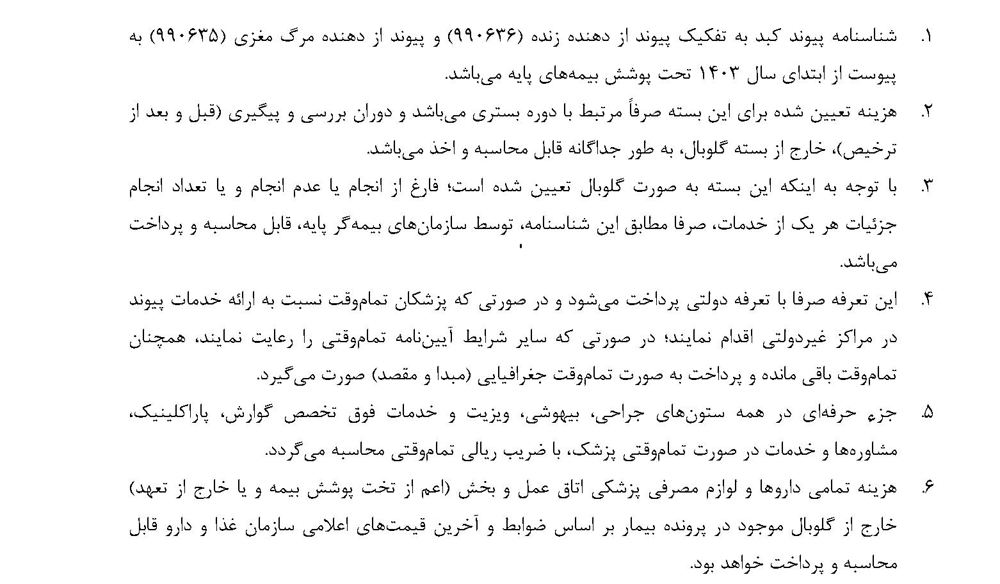 ۱. شناسنامه پیوند کبد به تفکیک پیوند از دهنده زنده (۹۹۰۶۳۶) و پیوند از دهنده مرگ مغزی (۹۹۰۶۳۵) به
پیوست از ابتدای سال ۱۴۰۳ تحت پوشش بیمه‌های پایه می‌باشد.
۲. هزینه تعیین شده برای این بسته صرفاً مرتبط با دوره بستری می‌باشد و دوران بررسی و پیگیری (قبل و بعد از
ترخیص)، خارج از بسته گلوبال، به طور جداگانه قابل محاسبه و اخذ می‌باشد.
۳. با توجه به اینکه این بسته به صورت گلوبال تعیین شده است؛ فارغ از انجام یا عدم انجام و یا تعداد انجام
جزئیات هر یک از خدمات، صرفا مطابق این شناسنامه، توسط سازمان‌های بیمه‌گر پایه، قابل محاسبه و پرداخت
می‌باشد.
۴. این تعرفه صرفا با تعرفه دولتی پرداخت می‌شود و در صورتی که پزشکان تمام‌وقت نسبت به ارائه خدمات پیوند
در مراکز غیردولتی اقدام نمایند؛ در صورتی که سایر شرایط آیین‌نامه تمام‌وقتی را رعایت نمایند، همچنان
تمام‌وقت باقی مانده و پرداخت به صورت تمام‌وقت جغرافیایی (مبدا و مقصد) صورت می‌گیرد.
۵. جزء حرفه‌ای در همه ستون‌های جراحی، بیهوشی، ویزیت و خدمات فوق تخصص گوارش، پاراکلینیک،
مشاوره‌ها و خدمات در صورت تمام‌وقتی پزشک، با ضریب ریالی تمام‌وقتی محاسبه می‌گردد.
۶. هزینه تمامی داروها و لوازم مصرفی پزشکی اتاق عمل و بخش (اعم از تخت پوشش بیمه و یا خارج از تعهد)
خارج از گلوبال موجود در پرونده بیمار بر اساس ضوابط و آخرین قیمت‌های اعلامی سازمان غذا و دارو قابل
محاسبه و پرداخت خواهد بود.